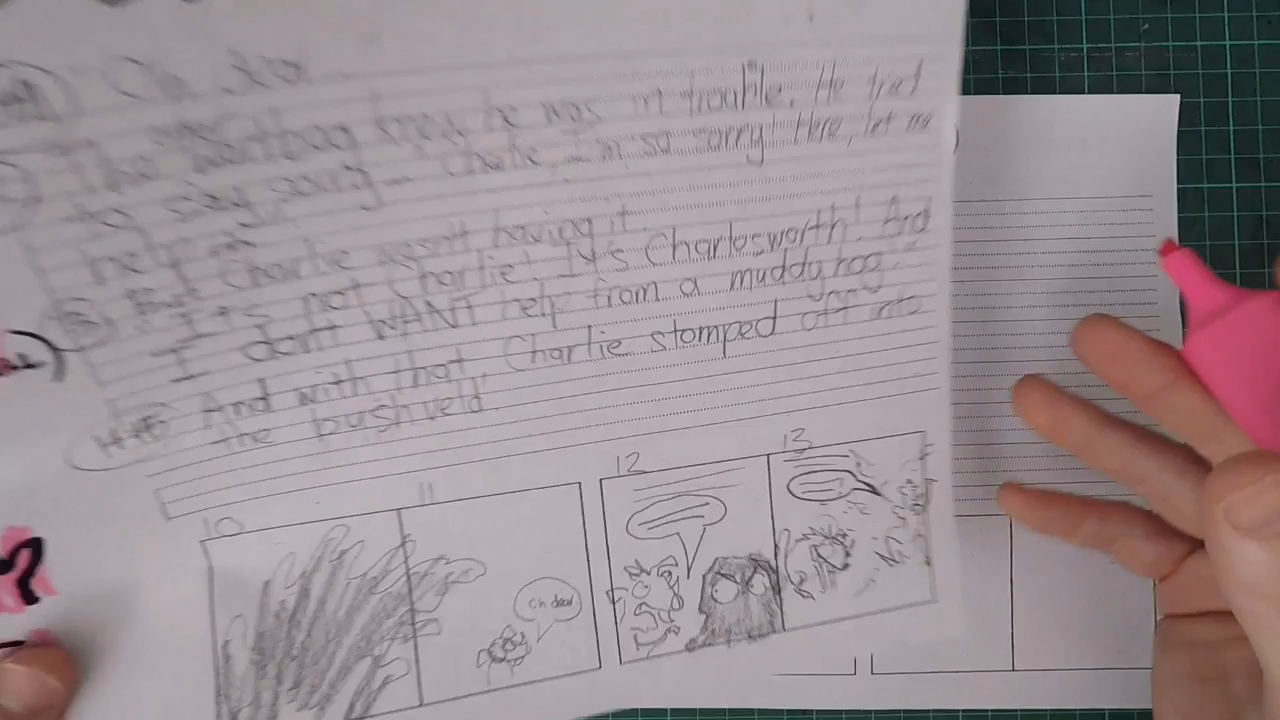 The warthog knew he was in trouble. He tried
to say sorry - Charlie, I'm so sorry! Here, let me
help
But Charlie wasn't having it.
It's not Charlie! It's Charlesworth! And
I don't WANT help from a muddy hog."
And with that, Charlie stomped off into
the bushveld.
10 11 12 13
Oh dear